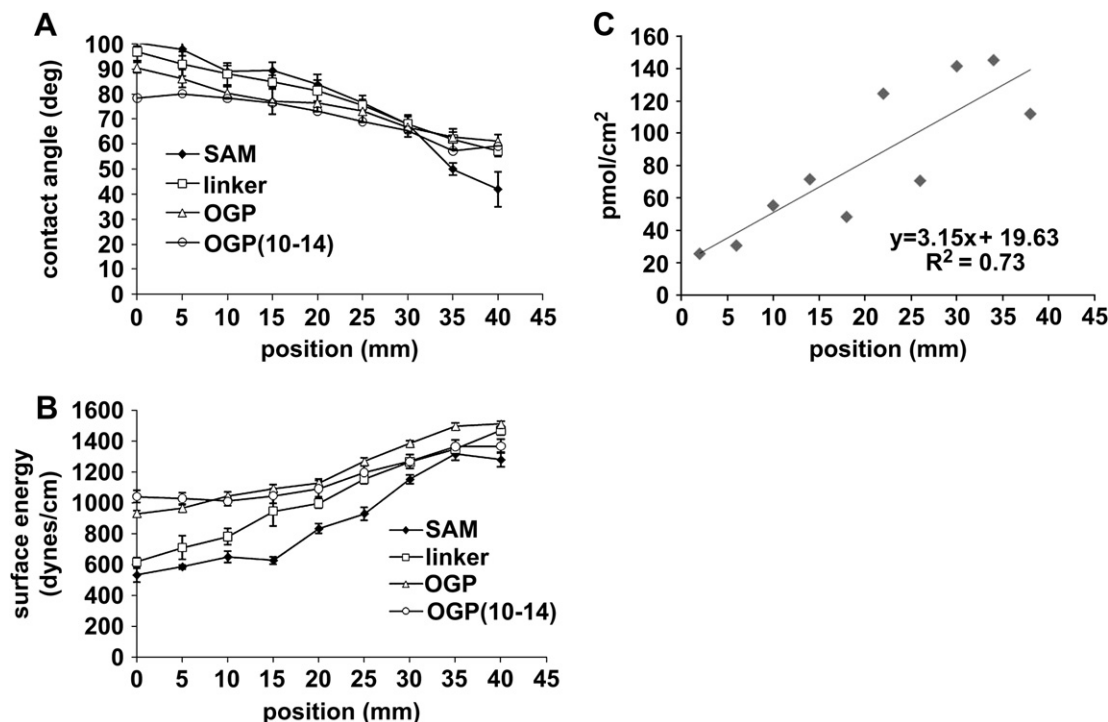 A
contact angle (deg)
100
90
80
70
60
50
40
30
20
10
0
SAM
linker
OGP
OGP(10-14)
0 5 10 15 20 25 30 35 40 45
position (mm)
C
pmol/cm²
160
140
120
100
80
60
40
20
0
y=3.15x+ 19.63
R² = 0.73
0 5 10 15 20 25 30 35 40 45
position (mm)
B
surface energy
(dynes/cm)
1600
1400
1200
1000
800
600
400
200
0
SAM
linker
OGP
OGP(10-14)
0 5 10 15 20 25 30 35 40 45
position (mm)